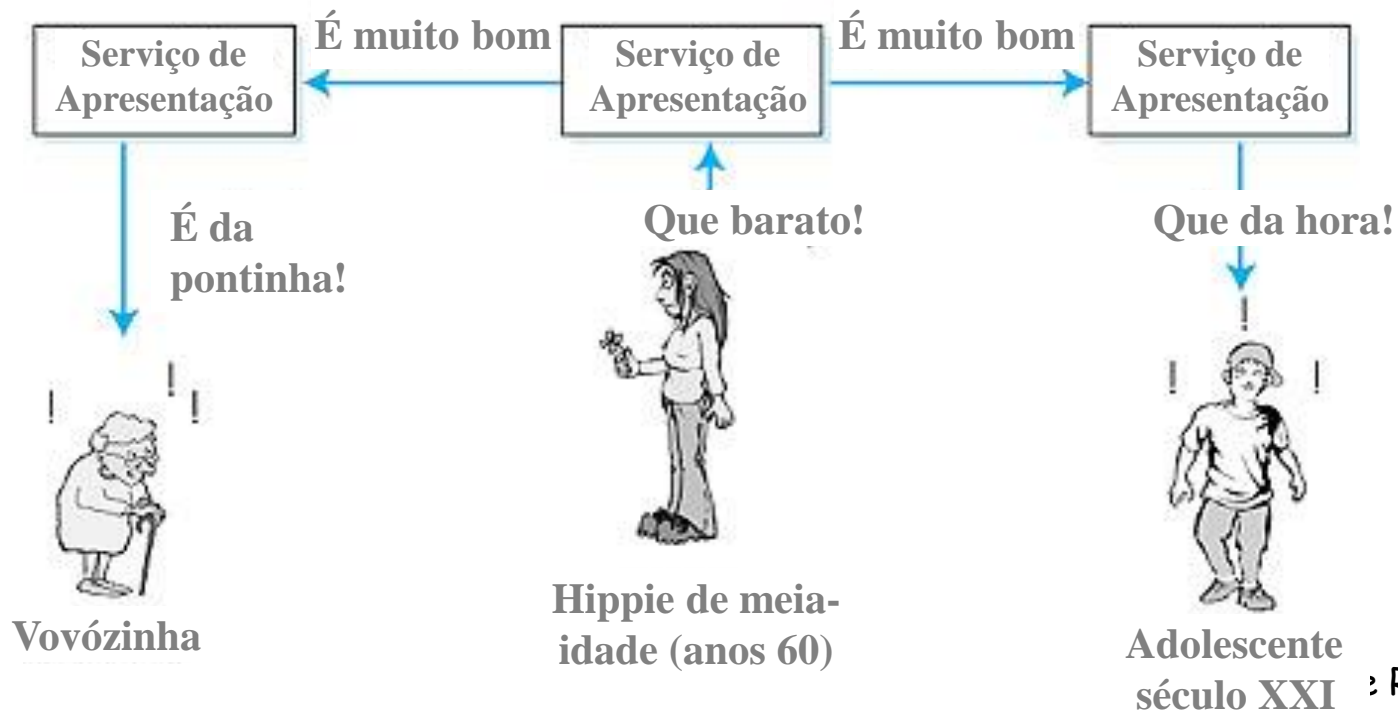 Serviço de
Apresentação
É muito bom
Serviço de
Apresentação
É muito bom
Serviço de
Apresentação
É da
pontinha!
Que barato!
Que da hora!
! ! !
! ! !
Vovózinha
Hippie de meia-
idade (anos 60)
Adolescente
século XXI